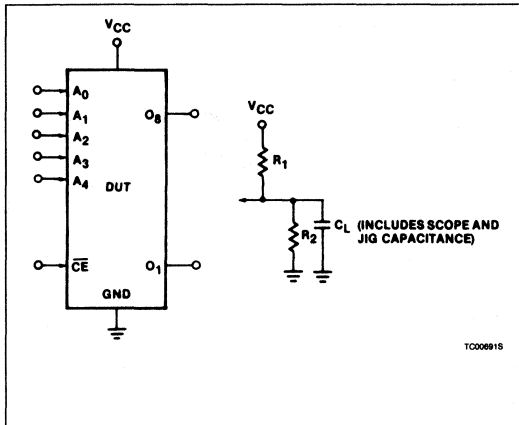 VCC
A0
A1
A2
A3
A4
DUT
O8
CE
O1
GND
VCC
R1
R2
CL (INCLUDES SCOPE AND
JIG CAPACITANCE)
TC00691S